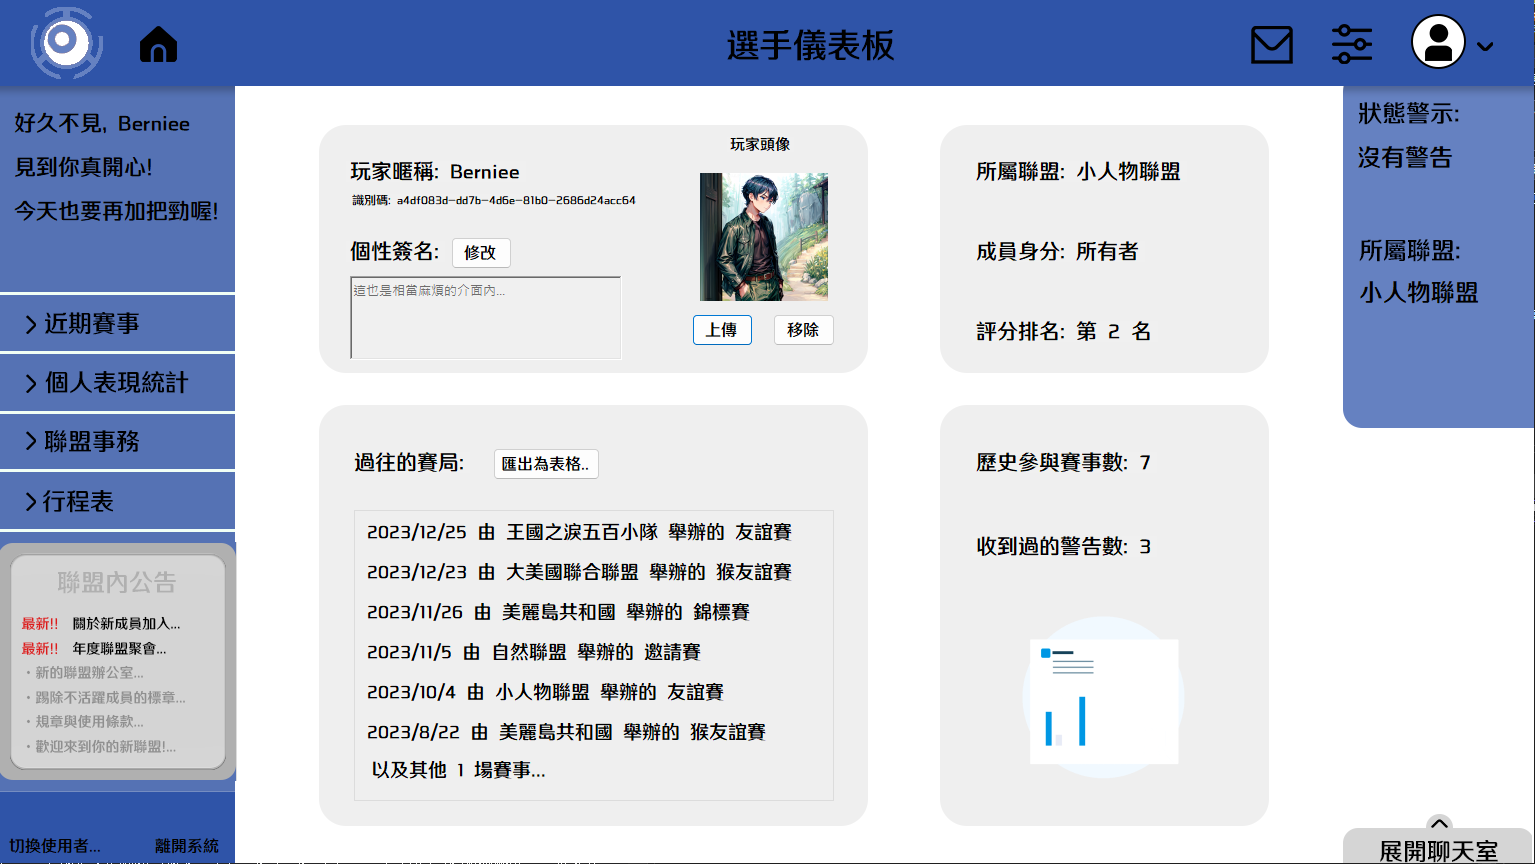 選手儀表板
好久不見, Berniee
見到你真開心!
今天也要再加把勁喔!
近期賽事
個人表現統計
聯盟事務
行程表
聯盟內公告
最新!! 關於新成員加入...
最新!! 年度聯盟聚會...
・新的聯盟辦公室...
・踢除不活躍成員的標章...
・規章與使用條款...
・歡迎來到你的新聯盟!...
切換使用者...
離開系統
玩家暱稱: Berniee
識別碼: a4df083d-dd7b-4d6e-81b0-2686d24acc64
個性簽名: 修改
這也是相當麻煩的介面內...
玩家頭像
上傳 移除
所屬聯盟: 小人物聯盟
成員身分: 所有者
評分排名: 第 2 名
過往的賽局: 匯出為表格..
2023/12/25 由 王國之淚五百小隊 舉辦的 友誼賽
2023/12/23 由 大美國聯合聯盟 舉辦的 猴友誼賽
2023/11/26 由 美麗島共和國 舉辦的 錦標賽
2023/11/5 由 自然聯盟 舉辦的 邀請賽
2023/10/4 由 小人物聯盟 舉辦的 友誼賽
2023/8/22 由 美麗島共和國 舉辦的 猴友誼賽
以及其他 1 場賽事...
歷史參與賽事數: 7
收到過的警告數: 3
狀態警示:
沒有警告
所屬聯盟:
小人物聯盟
展開聊天室